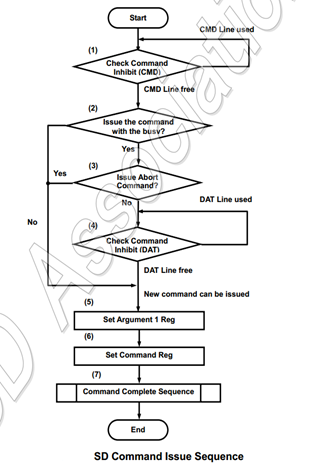 Start
CMD Line used
(1)
Check Command
Inhibit (CMD)
CMD Line free
(2)
Issue the command
with the busy?
Yes
(3)
Yes
Issue Abort
Command?
No
DAT Line used
No
(4)
Check Command
Inhibit (DAT)
DAT Line free
New command can be issued
(5)
Set Argument 1 Reg
(6)
Set Command Reg
(7)
Command Complete Sequence
End
SD Command Issue Sequence